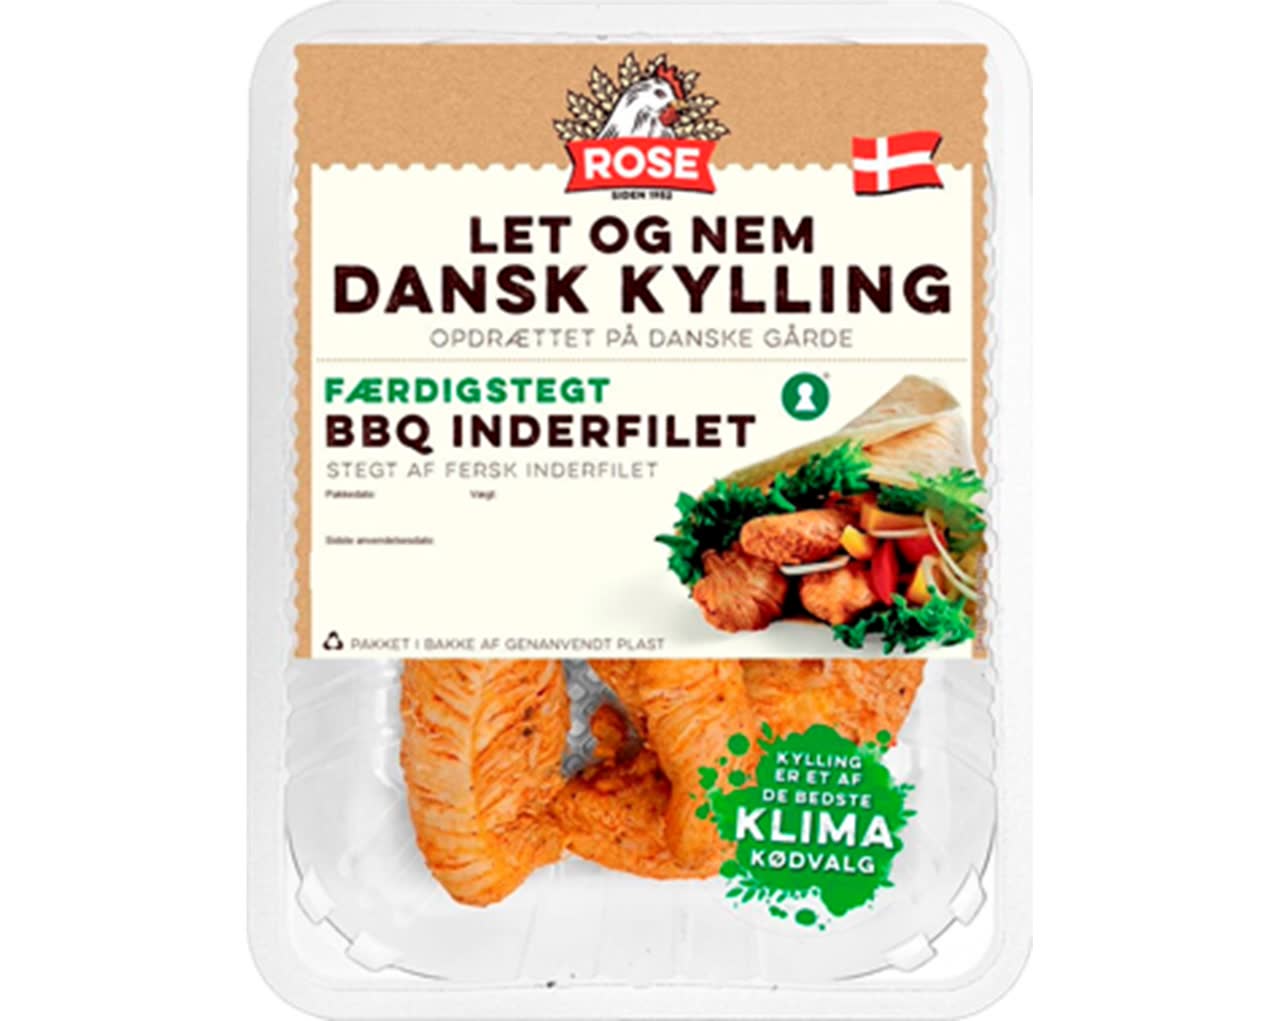 ROSE
SIDEN 1952
LET OG NEM
DANSK KYLLING
OPDRÆTTET PÅ DANSKE GÅRDE
FÆRDIGSTEGT
BBQ INDERFILET
STEGT AF FERSK INDERFILET
Pakkedato: Vægt:
Sidste anvendelsesdato:
PAKKET I BAKKE AF GENANVENDT PLAST
KYLLING
ER ET AF
DE BEDSTE
KLIMA
KØDVALG